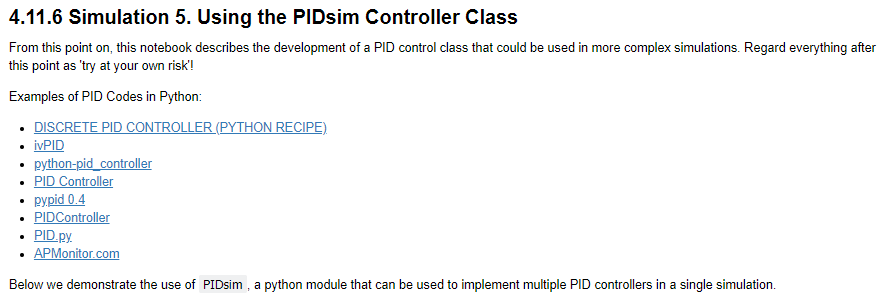 4.11.6 Simulation 5. Using the PIDsim Controller Class
From this point on, this notebook describes the development of a PID control class that could be used in more complex simulations. Regard everything after
this point as 'try at your own risk'!
Examples of PID Codes in Python:
DISCRETE PID CONTROLLER (PYTHON RECIPE)
ivPID
python-pid_controller
PID Controller
pypid 0.4
PIDController
PID.py
APMonitor.com
Below we demonstrate the use of PIDsim, a python module that can be used to implement multiple PID controllers in a single simulation.